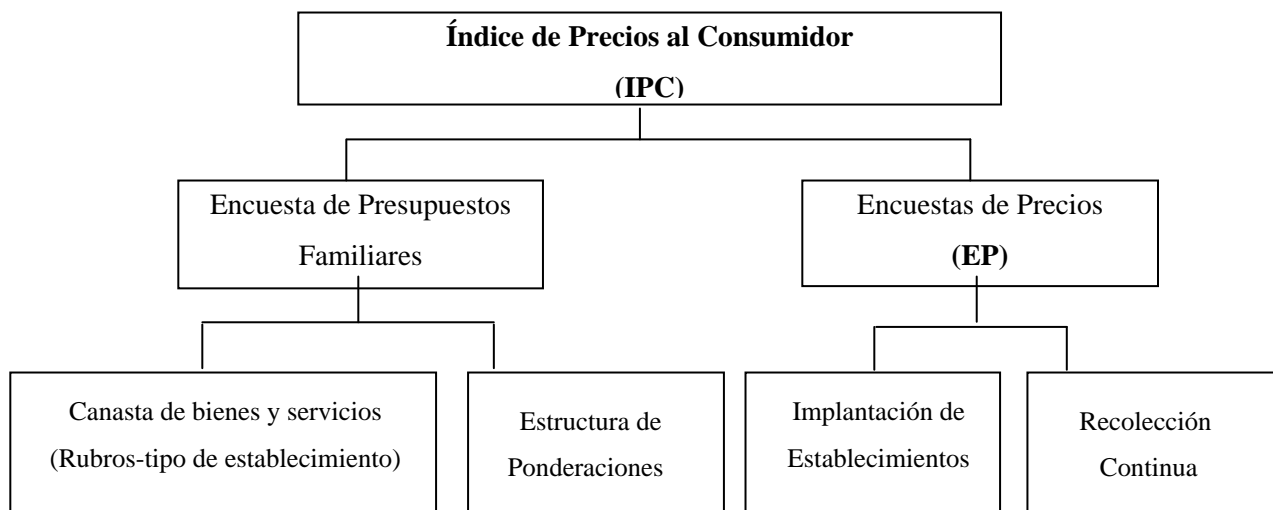 Índice de Precios al Consumidor
(IPC)
Encuesta de Presupuestos
Familiares
Encuestas de Precios
(EP)
Canasta de bienes y servicios
(Rubros-tipo de establecimiento)
Estructura de
Ponderaciones
Implantación de
Establecimientos
Recolección
Continua